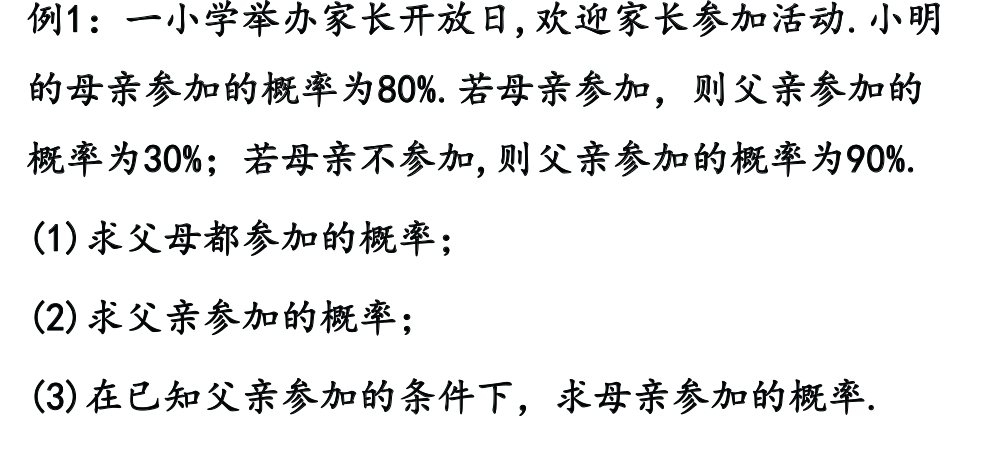 例1：一小学举办家长开放日,欢迎家长参加活动.小明
的母亲参加的概率为80%.若母亲参加，则父亲参加的
概率为30%；若母亲不参加,则父亲参加的概率为90%.
(1)求父母都参加的概率；
(2)求父亲参加的概率；
(3)在已知父亲参加的条件下，求母亲参加的概率.